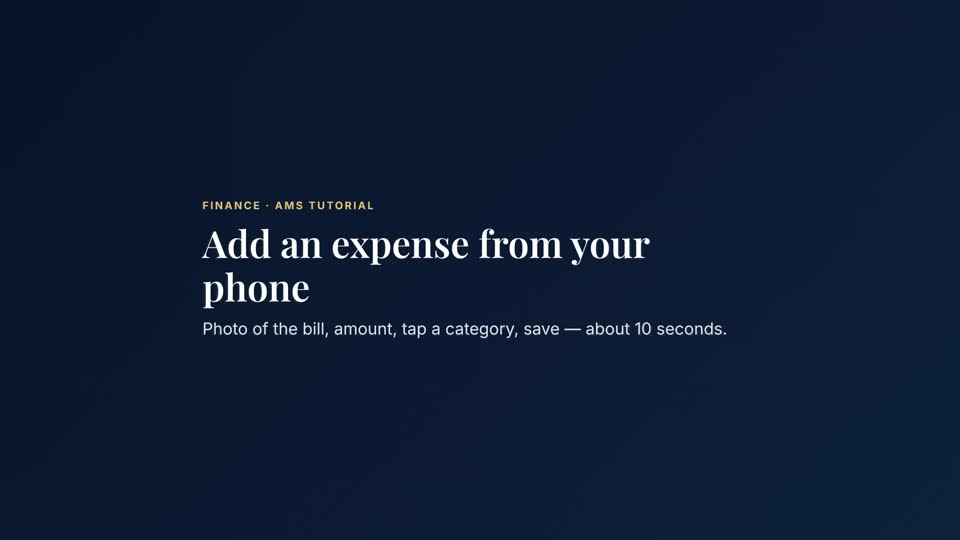 FINANCE · AMS TUTORIAL
Add an expense from your
phone
Photo of the bill, amount, tap a category, save — about 10 seconds.